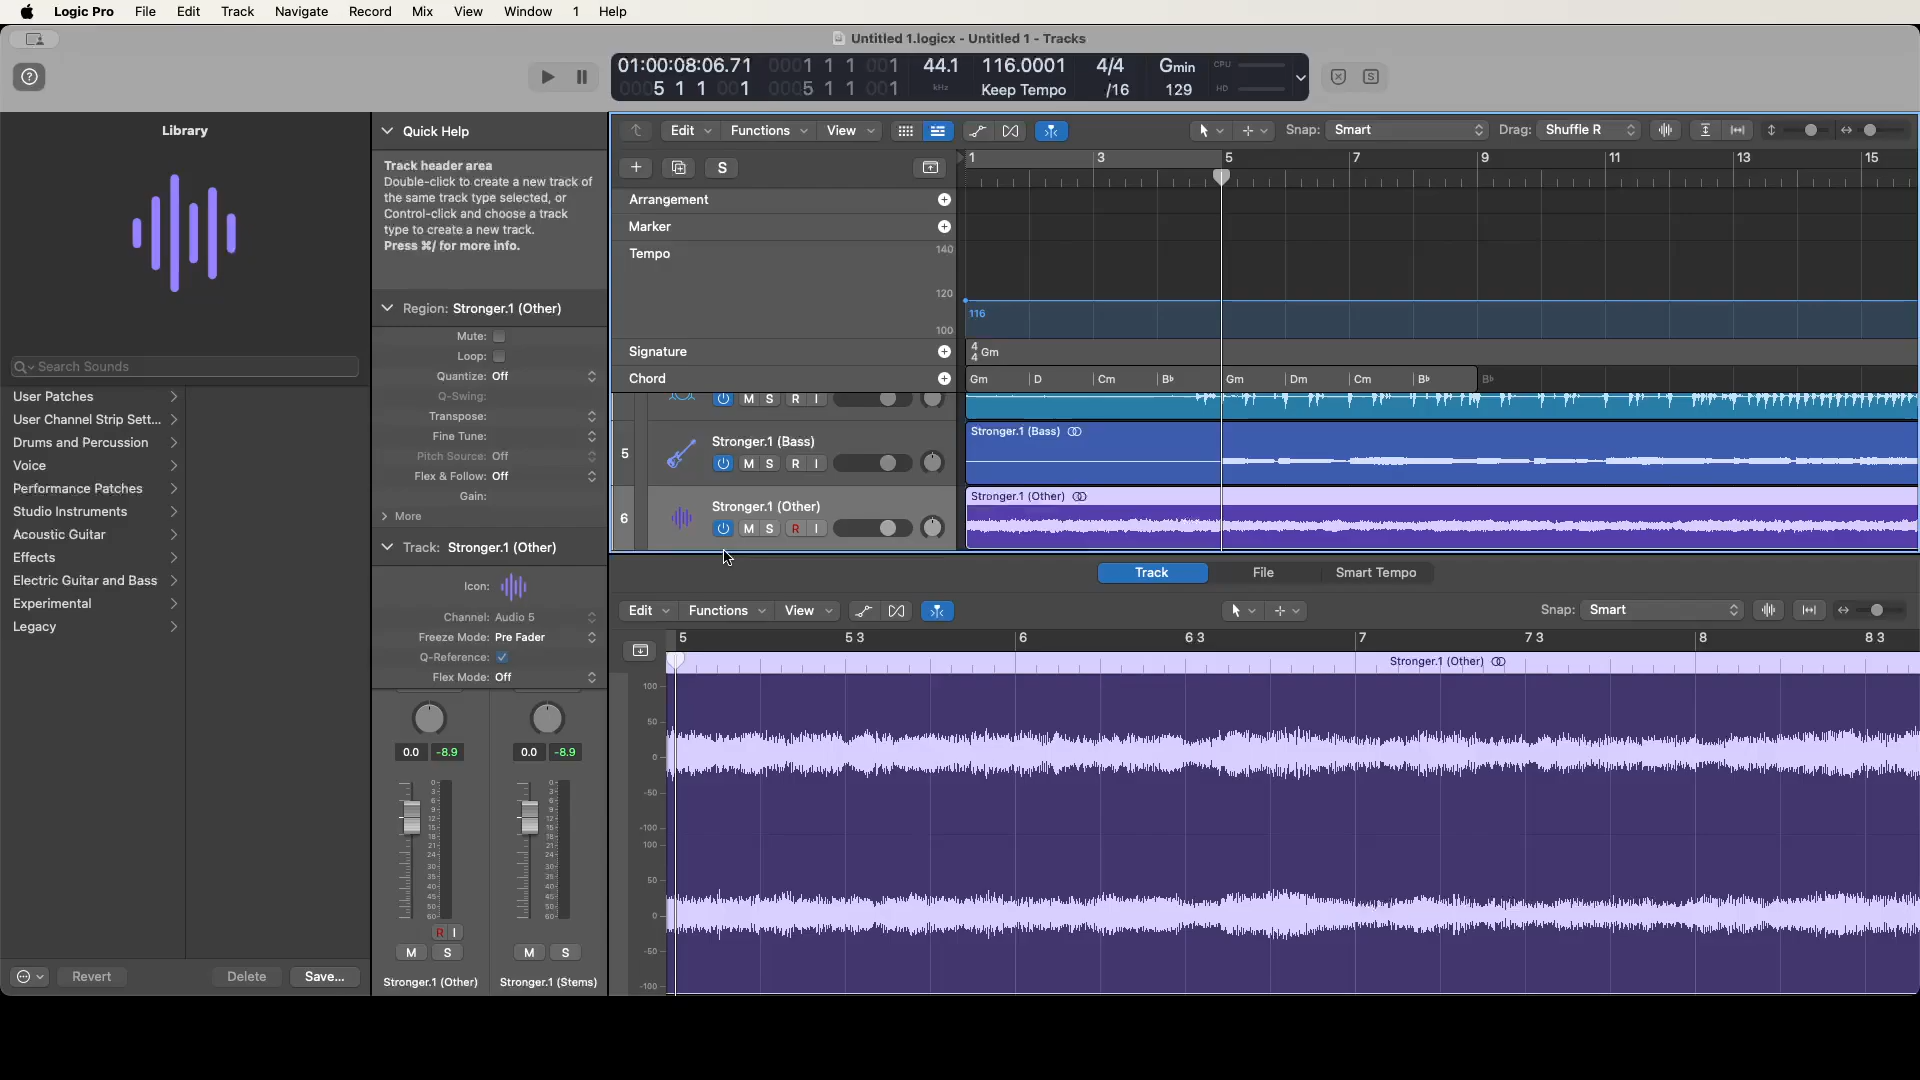 Logic Pro File Edit Track Navigate Record Mix View Window 1 Help
Untitled 1.logicx - Untitled 1 - Tracks
01:00:08:06.71 0001 1 1 001 44.1 116.0001 4/4 Gmin CPU
0005 1 1 001 0005 1 1 001 kHz Keep Tempo /16 129 HD
S
Library
Search Sounds
User Patches
User Channel Strip Sett...
Drums and Percussion
Voice
Performance Patches
Studio Instruments
Acoustic Guitar
Effects
Electric Guitar and Bass
Experimental
Legacy
Revert Delete Save...
Quick Help
Track header area
Double-click to create a new track of
the same track type selected, or
Control-click and choose a track
type to create a new track.
Press ⌘/ for more info.
Region: Stronger.1 (Other)
Mute:
Loop:
Quantize: Off
Q-Swing:
Transpose:
Fine Tune:
Pitch Source: Off
Flex & Follow: Off
Gain:
More
Track: Stronger.1 (Other)
Icon:
Channel: Audio 5
Freeze Mode: Pre Fader
Q-Reference:
Flex Mode: Off
0.0 -8.9 0.0 -8.9
R I
M S M S
Stronger.1 (Other) Stronger.1 (Stems)
Edit Functions View Snap: Smart Drag: Shuffle R
S
1 3 5 7 9 11 13 15
Arrangement
Marker
Tempo 140
120
100
116
Signature 4/4 Gm
Chord Gm D Cm B♭ Gm Dm Cm B♭ B♭
M S R I
5 Stronger.1 (Bass)
M S R I
Stronger.1 (Bass)
6 Stronger.1 (Other)
M S R I
Stronger.1 (Other)
Track File Smart Tempo
Edit Functions View Snap: Smart
5 5 3 6 6 3 7 7 3 8 8 3
Stronger.1 (Other)
100
50
0
-50
-100
100
50
0
-50
-100